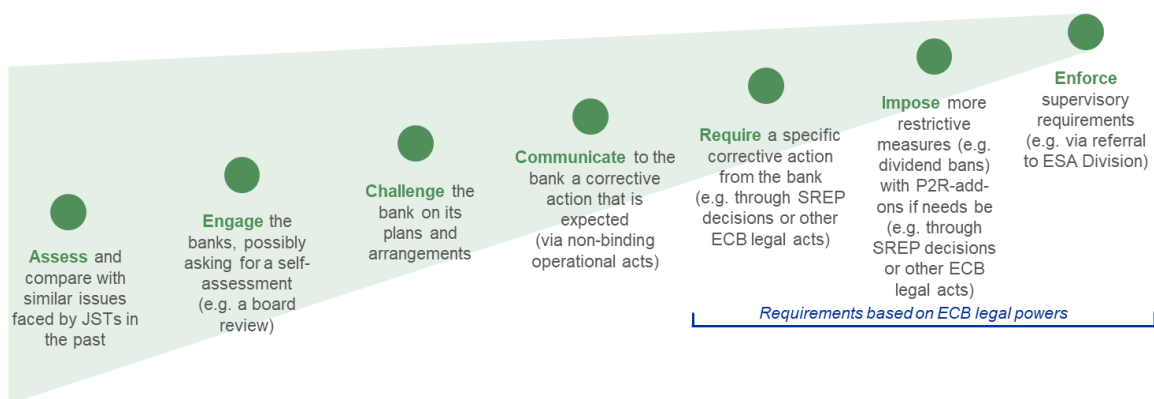 Assess and
compare with
similar issues
faced by JSTs in
the past
Engage the
banks, possibly
asking for a self-
assessment
(e.g. a board
review)
Challenge the
bank on its
plans and
arrangements
Communicate to the
bank a corrective
action that is
expected
(via non-binding
operational acts)
Require a specific
corrective action
from the bank
(e.g. through SREP
decisions or other
ECB legal acts)
Impose more
restrictive
measures (e.g.
dividend bans)
with P2R-add-
ons if needs be
(e.g. through
SREP decisions
or other ECB
legal acts)
Enforce
supervisory
requirements
(e.g. via referral
to ESA Division)
Requirements based on ECB legal powers